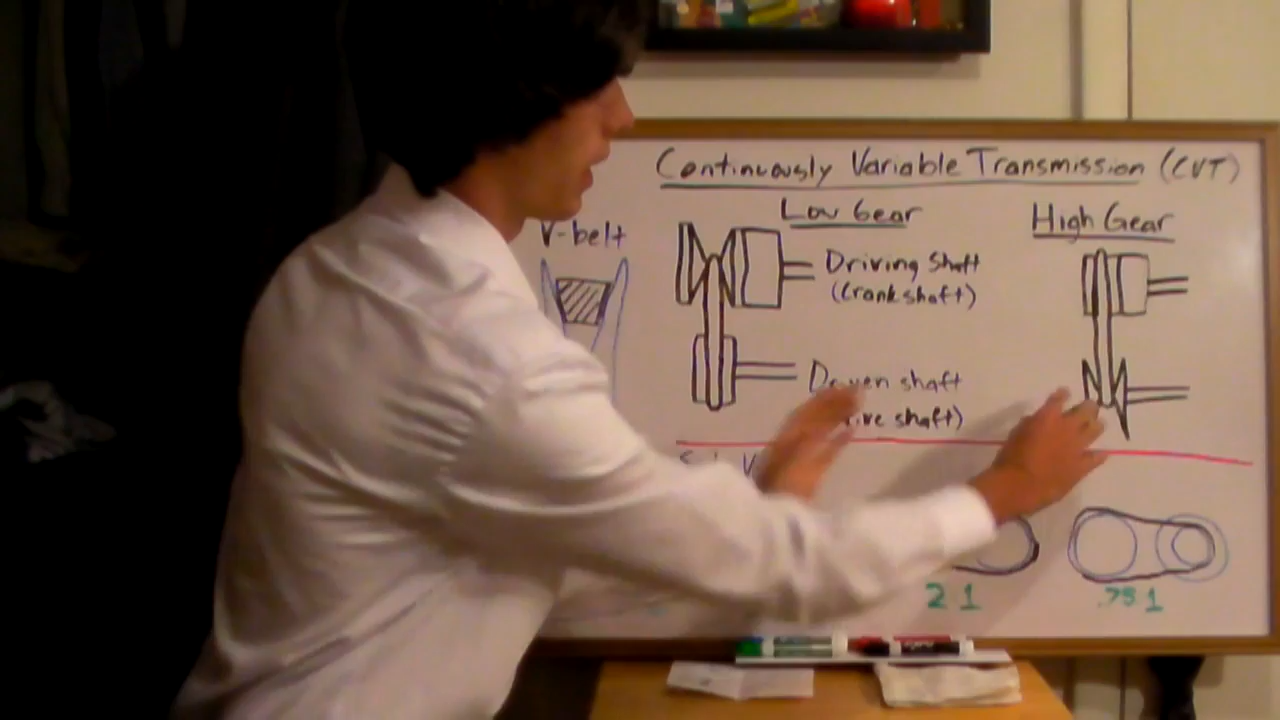 Continuously Variable Transmission (CVT)
Low Gear
High Gear
V-belt
Driving Shaft
(Crankshaft)
Driven shaft
shaft)
2:1
.75:1